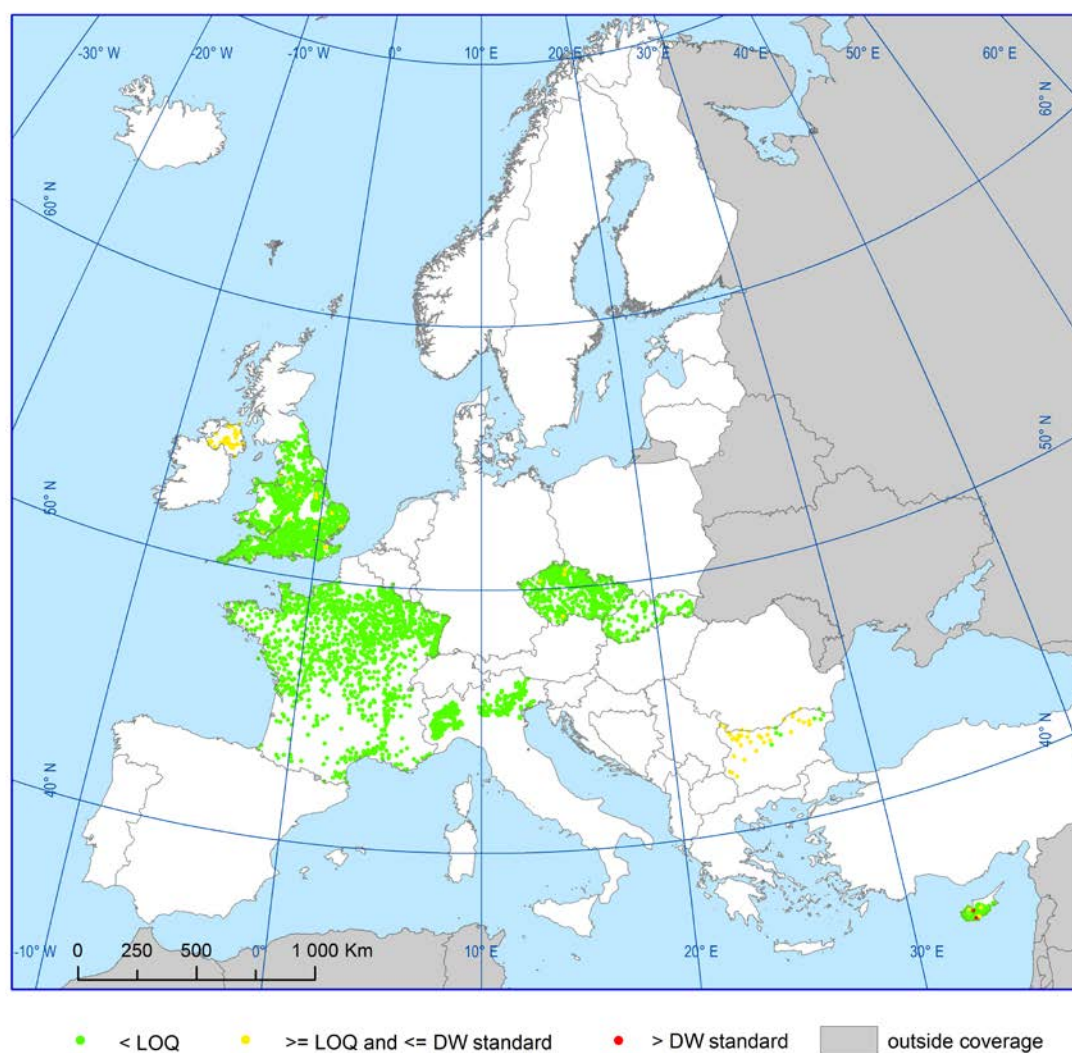 -30° W -20° W -10° W 0° 10° E 20° E 30° E 40° E 50° E 60° E
60° N
60° N
50° N
50° N
40° N
40° N
0 250 500 1 000 Km
-10° W 0° 10° E 20° E 30° E
< LOQ >= LOQ and <= DW standard > DW standard outside coverage